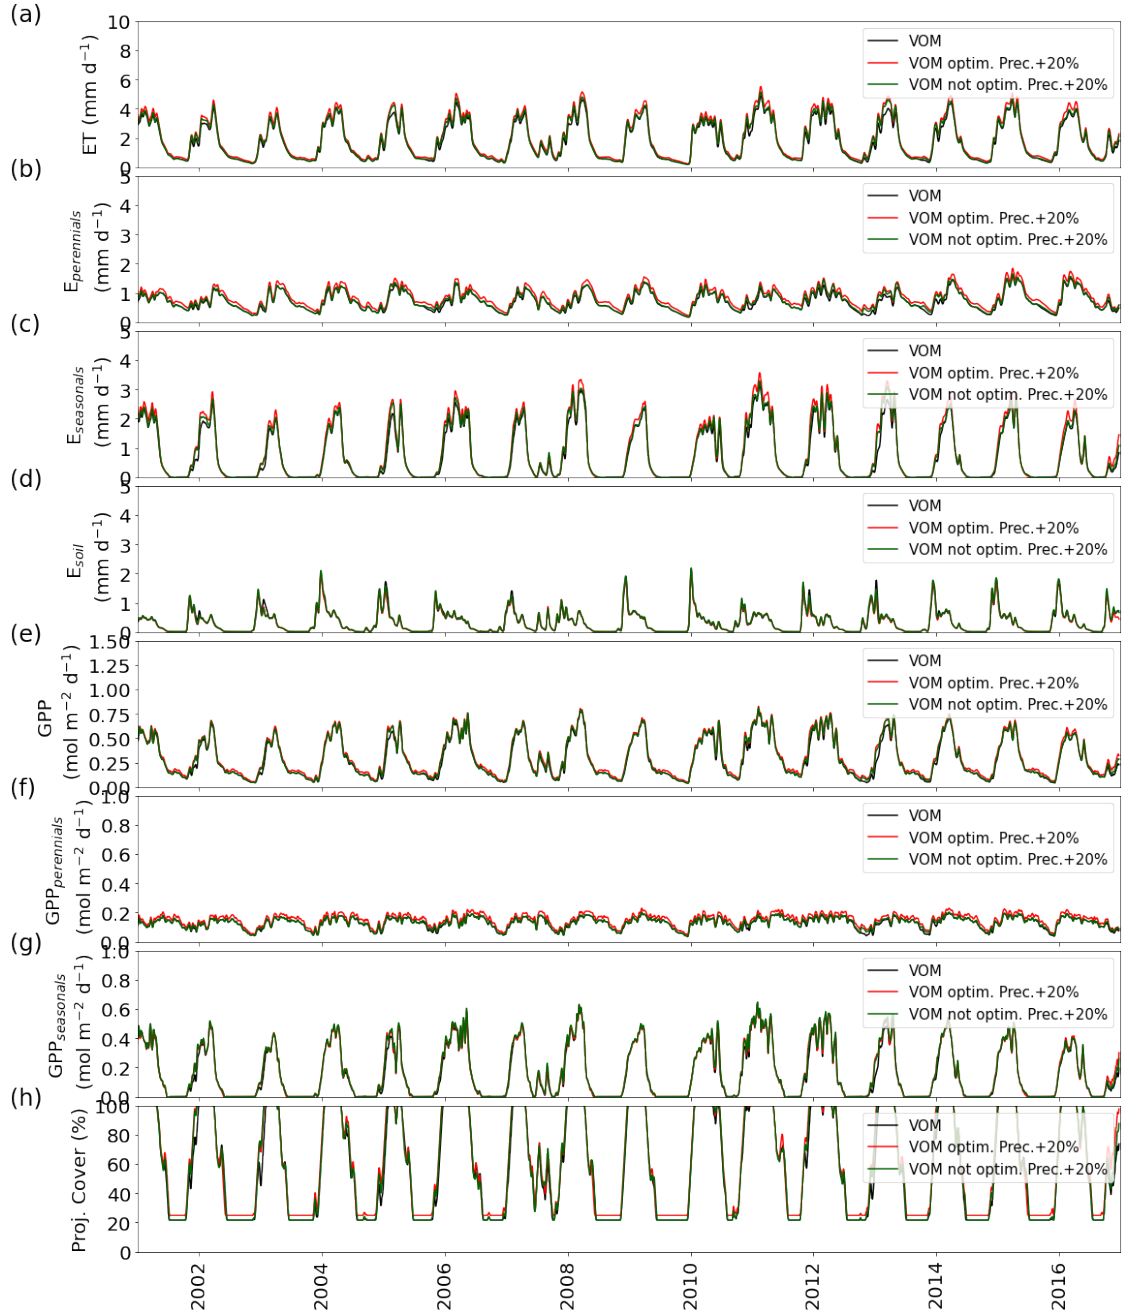 (a)
10
8
6
4
2
0
ET (mm d⁻¹)
VOM
VOM optim. Prec.+20%
VOM not optim. Prec.+20%
(b)
5
4
3
2
1
0
E_perennials
(mm d⁻¹)
VOM
VOM optim. Prec.+20%
VOM not optim. Prec.+20%
(c)
5
4
3
2
1
0
E_seasonals
(mm d⁻¹)
VOM
VOM optim. Prec.+20%
VOM not optim. Prec.+20%
(d)
5
4
3
2
1
0
E_soil
(mm d⁻¹)
VOM
VOM optim. Prec.+20%
VOM not optim. Prec.+20%
(e)
1.50
1.25
1.00
0.75
0.50
0.25
0.00
GPP
(mol m⁻² d⁻¹)
VOM
VOM optim. Prec.+20%
VOM not optim. Prec.+20%
(f)
1.0
0.8
0.6
0.4
0.2
0.0
GPP_perennials
(mol m⁻² d⁻¹)
VOM
VOM optim. Prec.+20%
VOM not optim. Prec.+20%
(g)
1.0
0.8
0.6
0.4
0.2
0.0
GPP_seasonals
(mol m⁻² d⁻¹)
VOM
VOM optim. Prec.+20%
VOM not optim. Prec.+20%
(h)
100
80
60
40
20
0
Proj. Cover (%)
VOM
VOM optim. Prec.+20%
VOM not optim. Prec.+20%
2002
2004
2006
2008
2010
2012
2014
2016